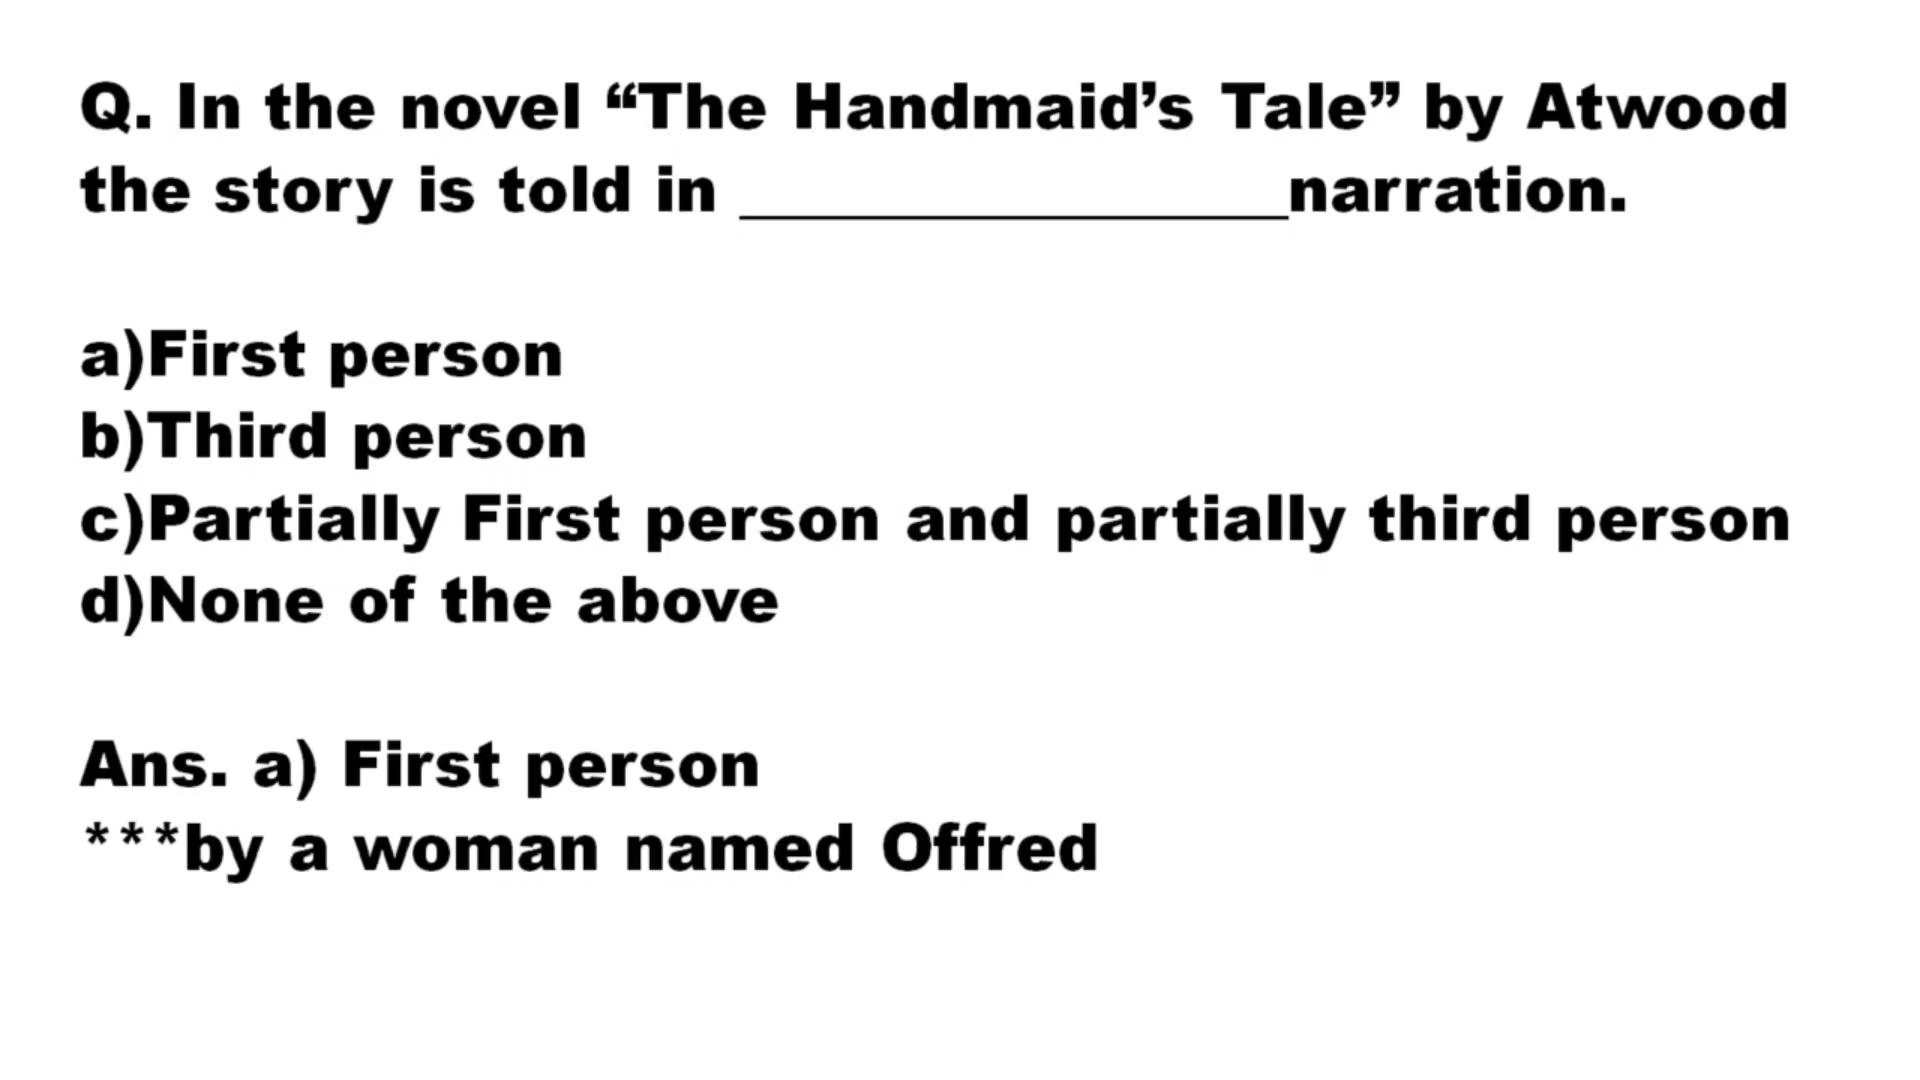 Q. In the novel “The Handmaid’s Tale” by Atwood
the story is told in _________________narration.
a)First person
b)Third person
c)Partially First person and partially third person
d)None of the above
Ans. a) First person
***by a woman named Offred